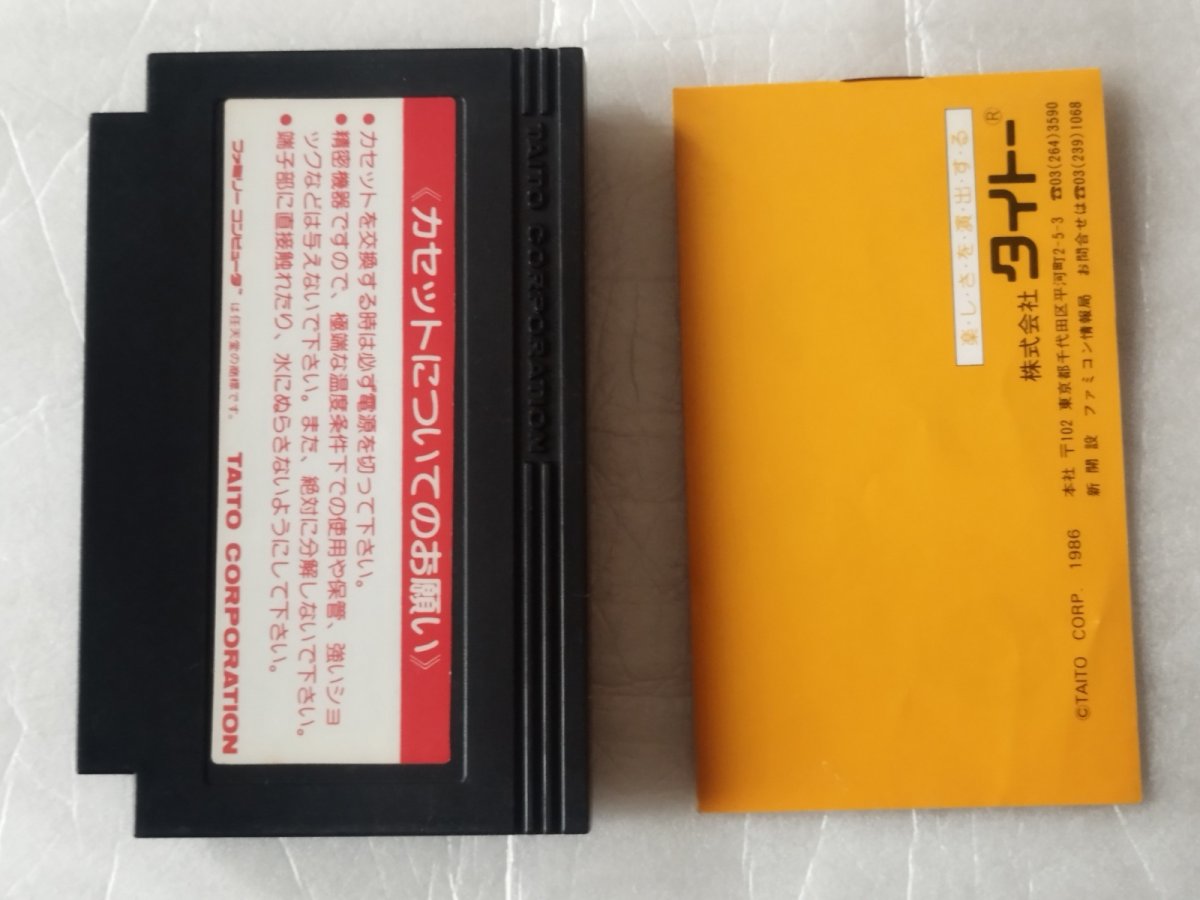 《カセットについてのお願い》
●カセットを交換する時は必ず電源を切って下さい。
●精密機器ですので、極端な温度条件下での使用や保管、強いショ
ックなどは与えないで下さい。また、絶対に分解しないで下さい。
●端子部に直接触れたり、水にぬらさないようにして下さい。
ファミリーコンピュータ™は任天堂の商標です。 TAITO CORPORATION
TAITO CORPORATION
楽・し・さ・を・演・出・す・る
株式会社タイトー®
本社 〒102 東京都千代田区平河町2-5-3 ☎03(264)3590
新開設 ファミコン情報局 お問合せは☎03(239)1068
©TAITO CORP. 1986